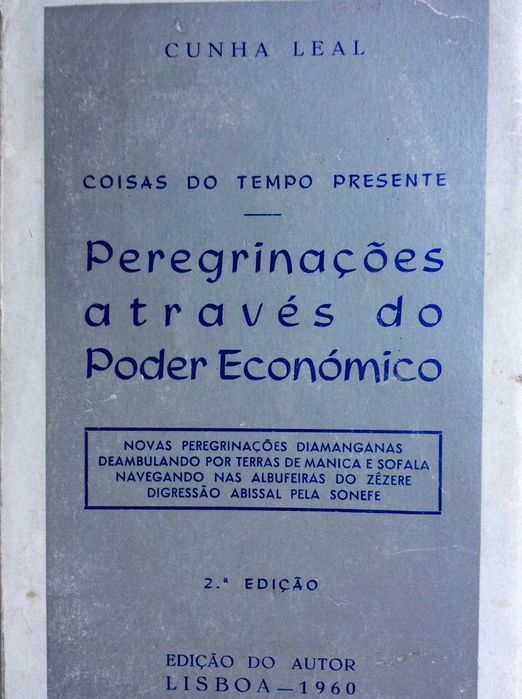 CUNHA LEAL
COISAS DO TEMPO PRESENTE
Peregrinações
através do
Poder Económico
NOVAS PEREGRINAÇÕES DIAMANGANAS
DEAMBULANDO POR TERRAS DE MANICA E SOFALA
NAVEGANDO NAS ALBUFEIRAS DO ZÊZERE
DIGRESSÃO ABISSAL PELA SONEFE
2.ª EDIÇÃO
EDIÇÃO DO AUTOR
LISBOA — 1960